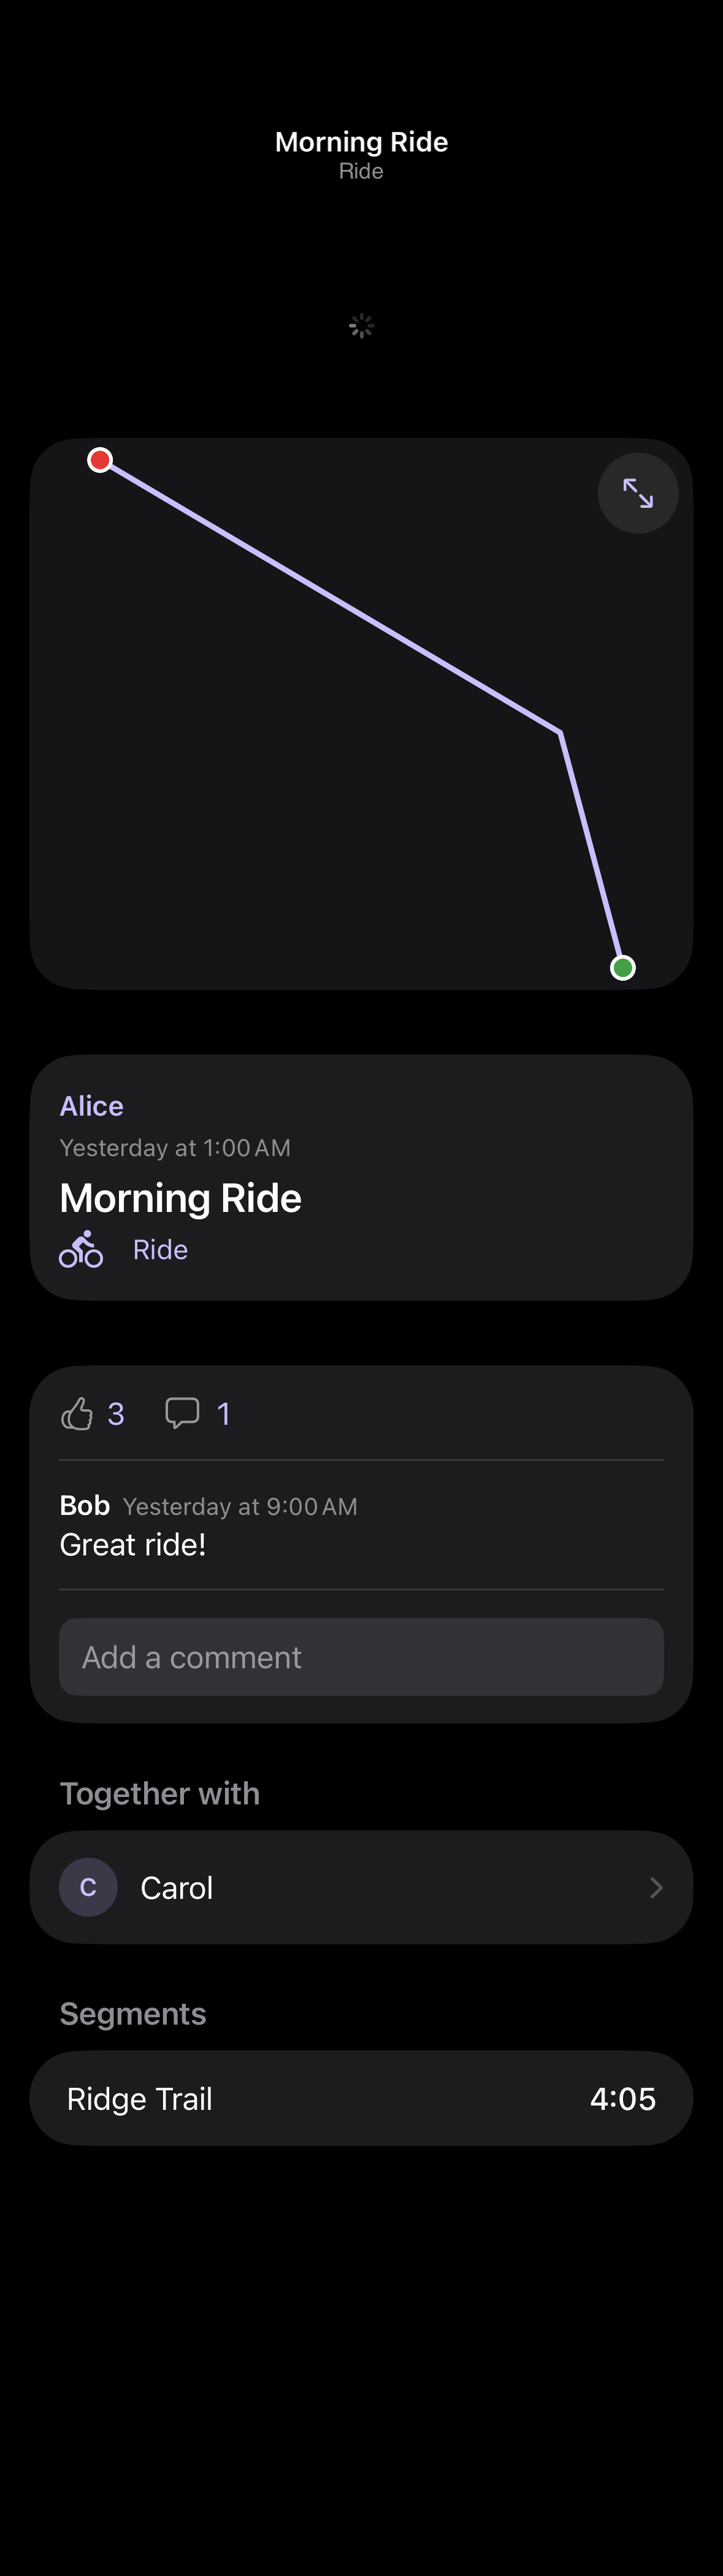 Morning Ride
Ride
Alice
Yesterday at 1:00 AM
Morning Ride
Ride
3 1
Bob Yesterday at 9:00 AM
Great ride!
Add a comment
Together with
C Carol
Segments
Ridge Trail 4:05